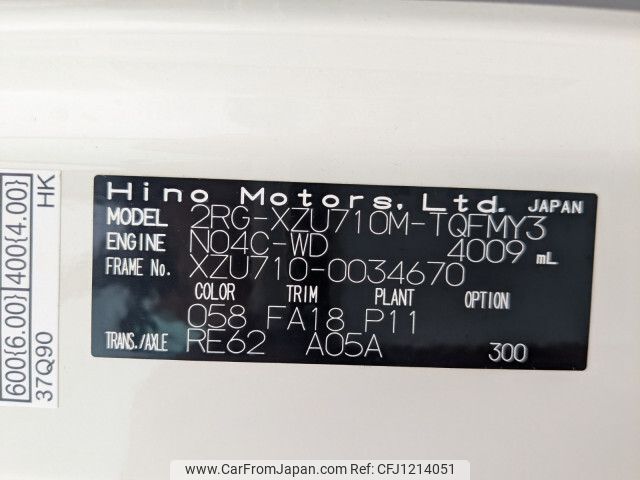 Hino Motors, Ltd. JAPAN
MODEL 2RG-XZU710M-TQFMY3
ENGINE N04C-WD 4009 mL
FRAME No. XZU710-0034670
COLOR TRIM PLANT OPTION
058 FA18 P11
TRANS./AXLE RE62 A05A 300
600{6.00} 400{4.00}
37Q90 HK
www.CarFromJapan.com - Vehicle ID: CFJ1214051